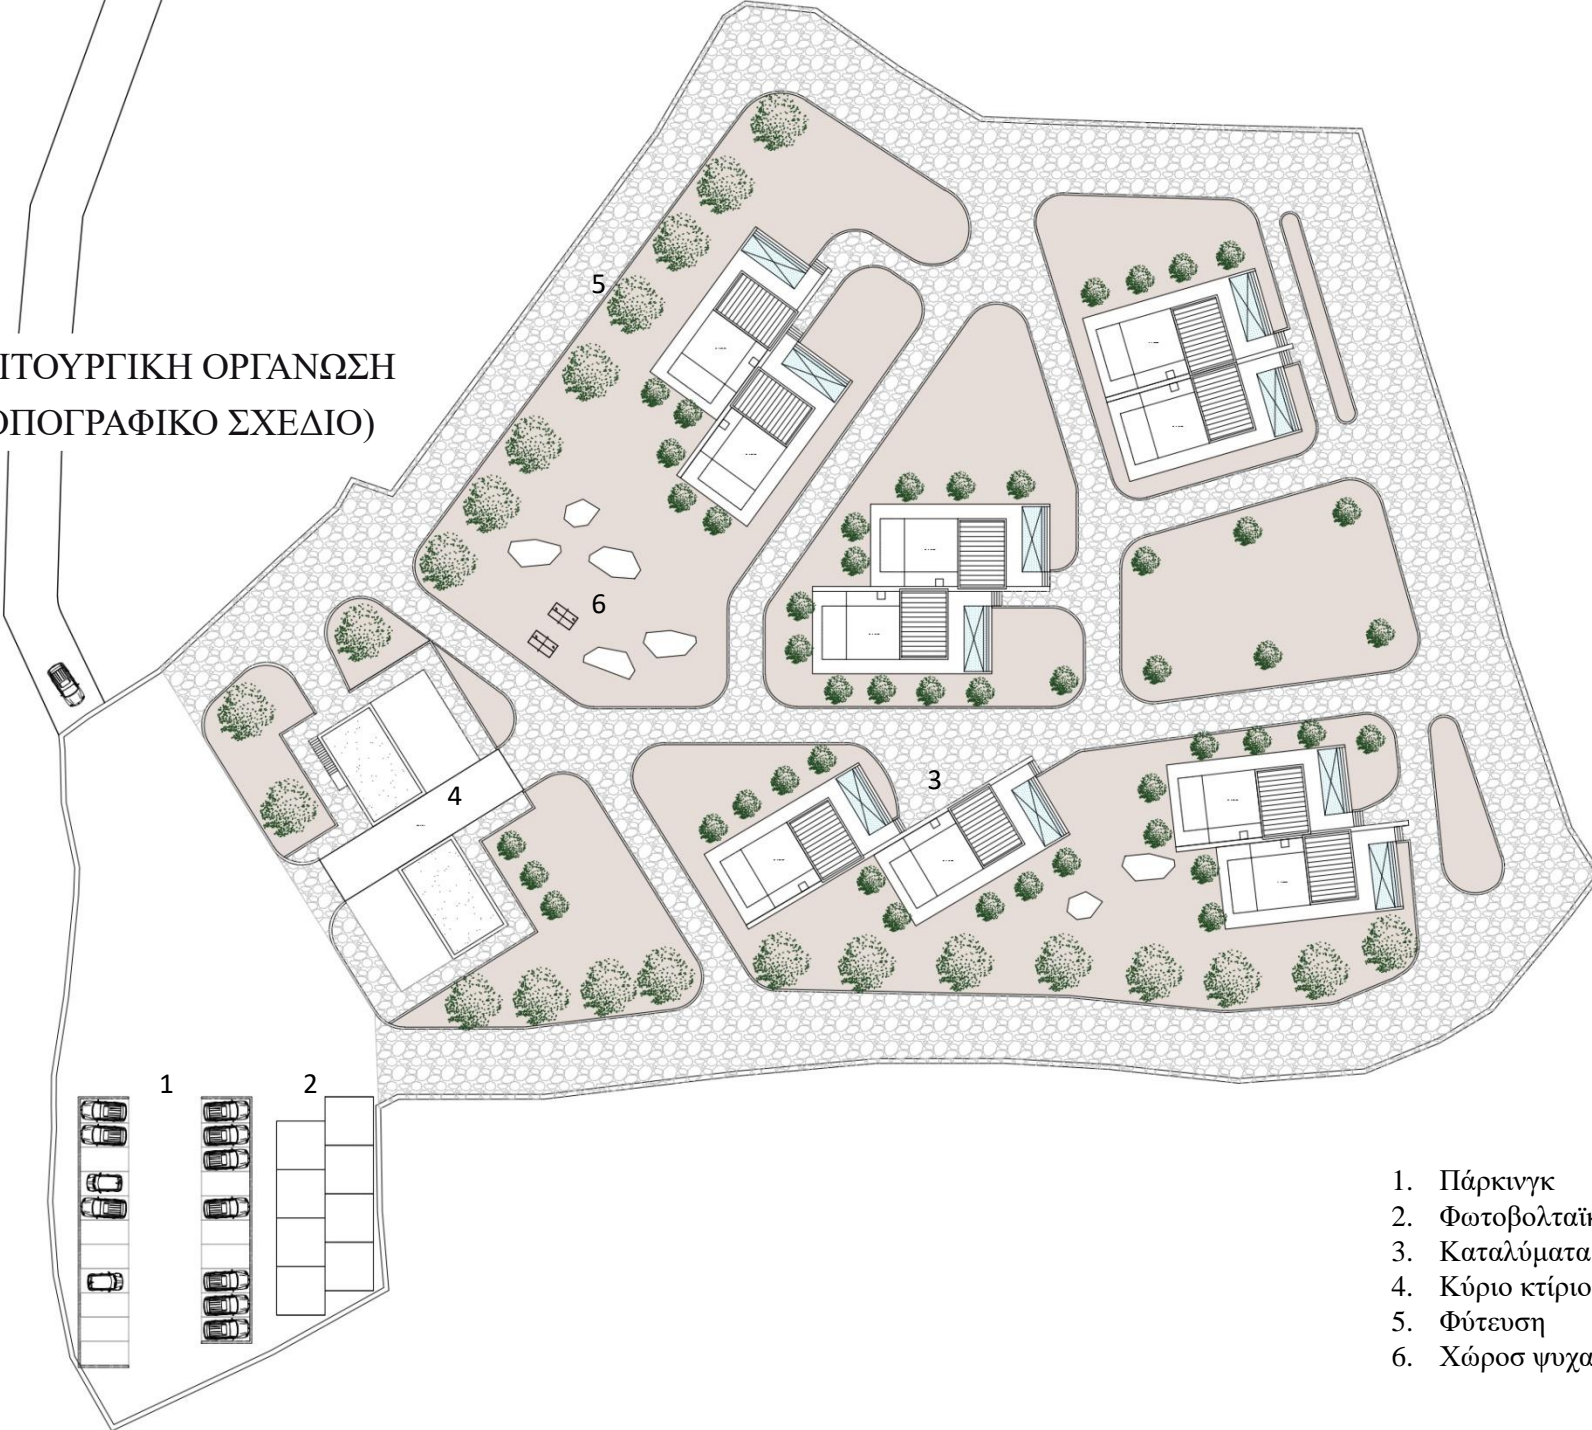 ΙΤΟΥΡΓΙΚΗ ΟΡΓΑΝΩΣΗ
ΟΠΟΓΡΑΦΙΚΟ ΣΧΕΔΙΟ)
5
6
3
4
1
2
1. Πάρκινγκ
2. Φωτοβολταϊκ
3. Καταλύματα
4. Κύριο κτίριο
5. Φύτευση
6. Χώροσ ψυχα